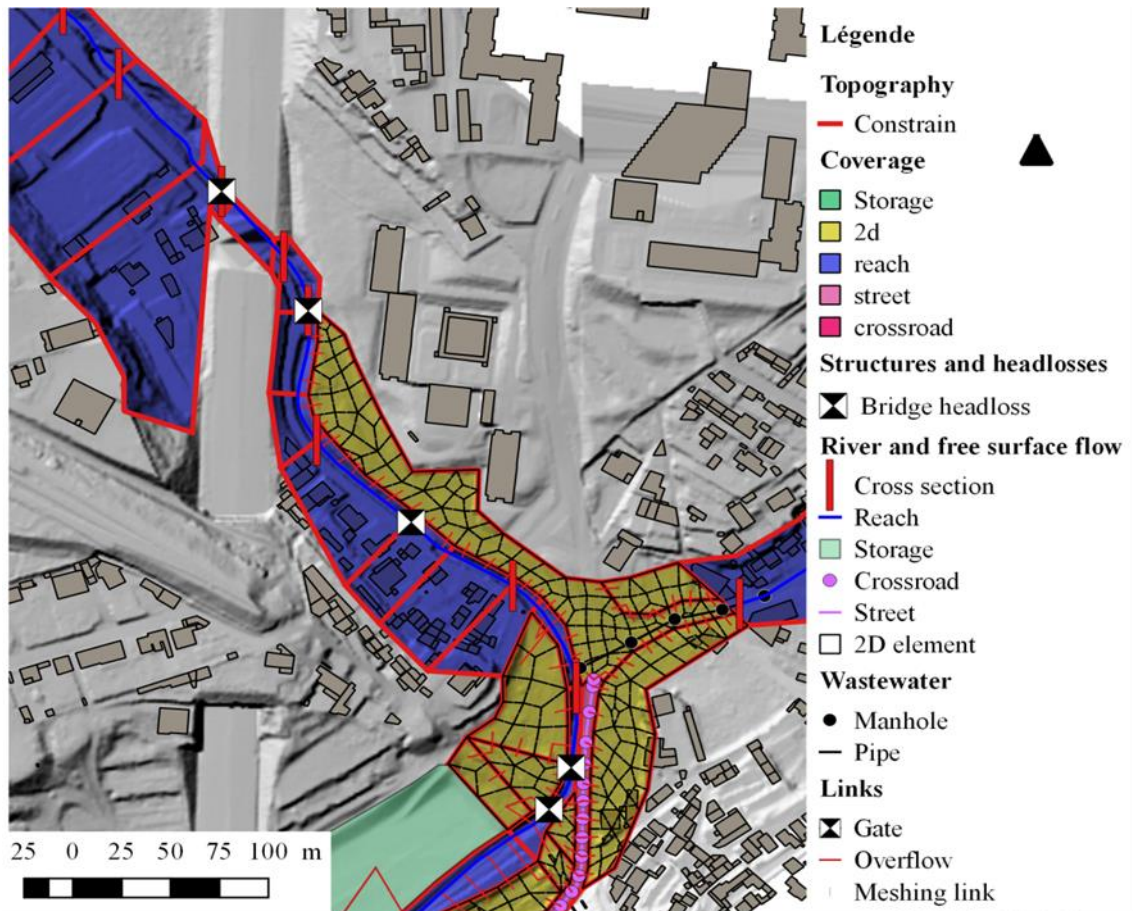 Légende
Topography
Constrain
Coverage
Storage
2d
reach
street
crossroad
Structures and headlosses
Bridge headloss
River and free surface flow
Cross section
Reach
Storage
Crossroad
Street
2D element
Wastewater
Manhole
Pipe
Links
Gate
Overflow
Meshing link
25 0 25 50 75 100 m